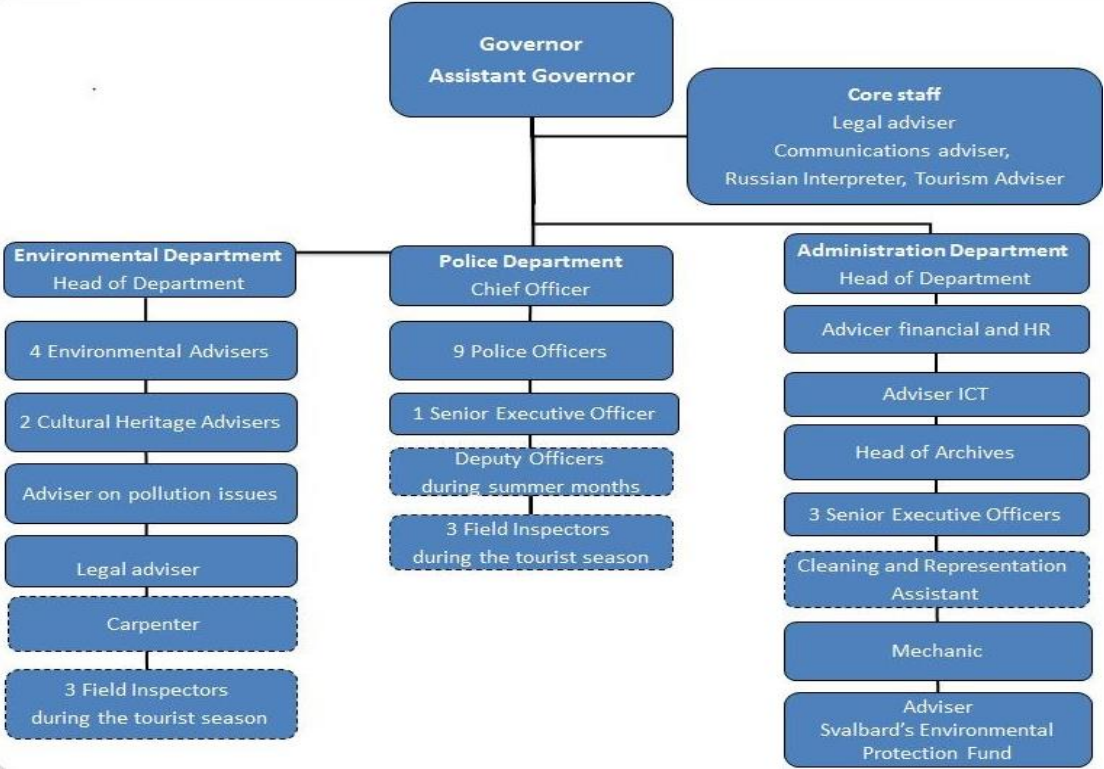 Governor
Assistant Governor
Core staff
Legal adviser
Communications adviser,
Russian Interpreter, Tourism Adviser
Environmental Department
Head of Department
4 Environmental Advisers
2 Cultural Heritage Advisers
Adviser on pollution issues
Legal adviser
Carpenter
3 Field Inspectors
during the tourist season
Police Department
Chief Officer
9 Police Officers
1 Senior Executive Officer
Deputy Officers
during summer months
3 Field Inspectors
during the tourist season
Administration Department
Head of Department
Advicer financial and HR
Adviser ICT
Head of Archives
3 Senior Executive Officers
Cleaning and Representation
Assistant
Mechanic
Adviser
Svalbard’s Environmental
Protection Fund